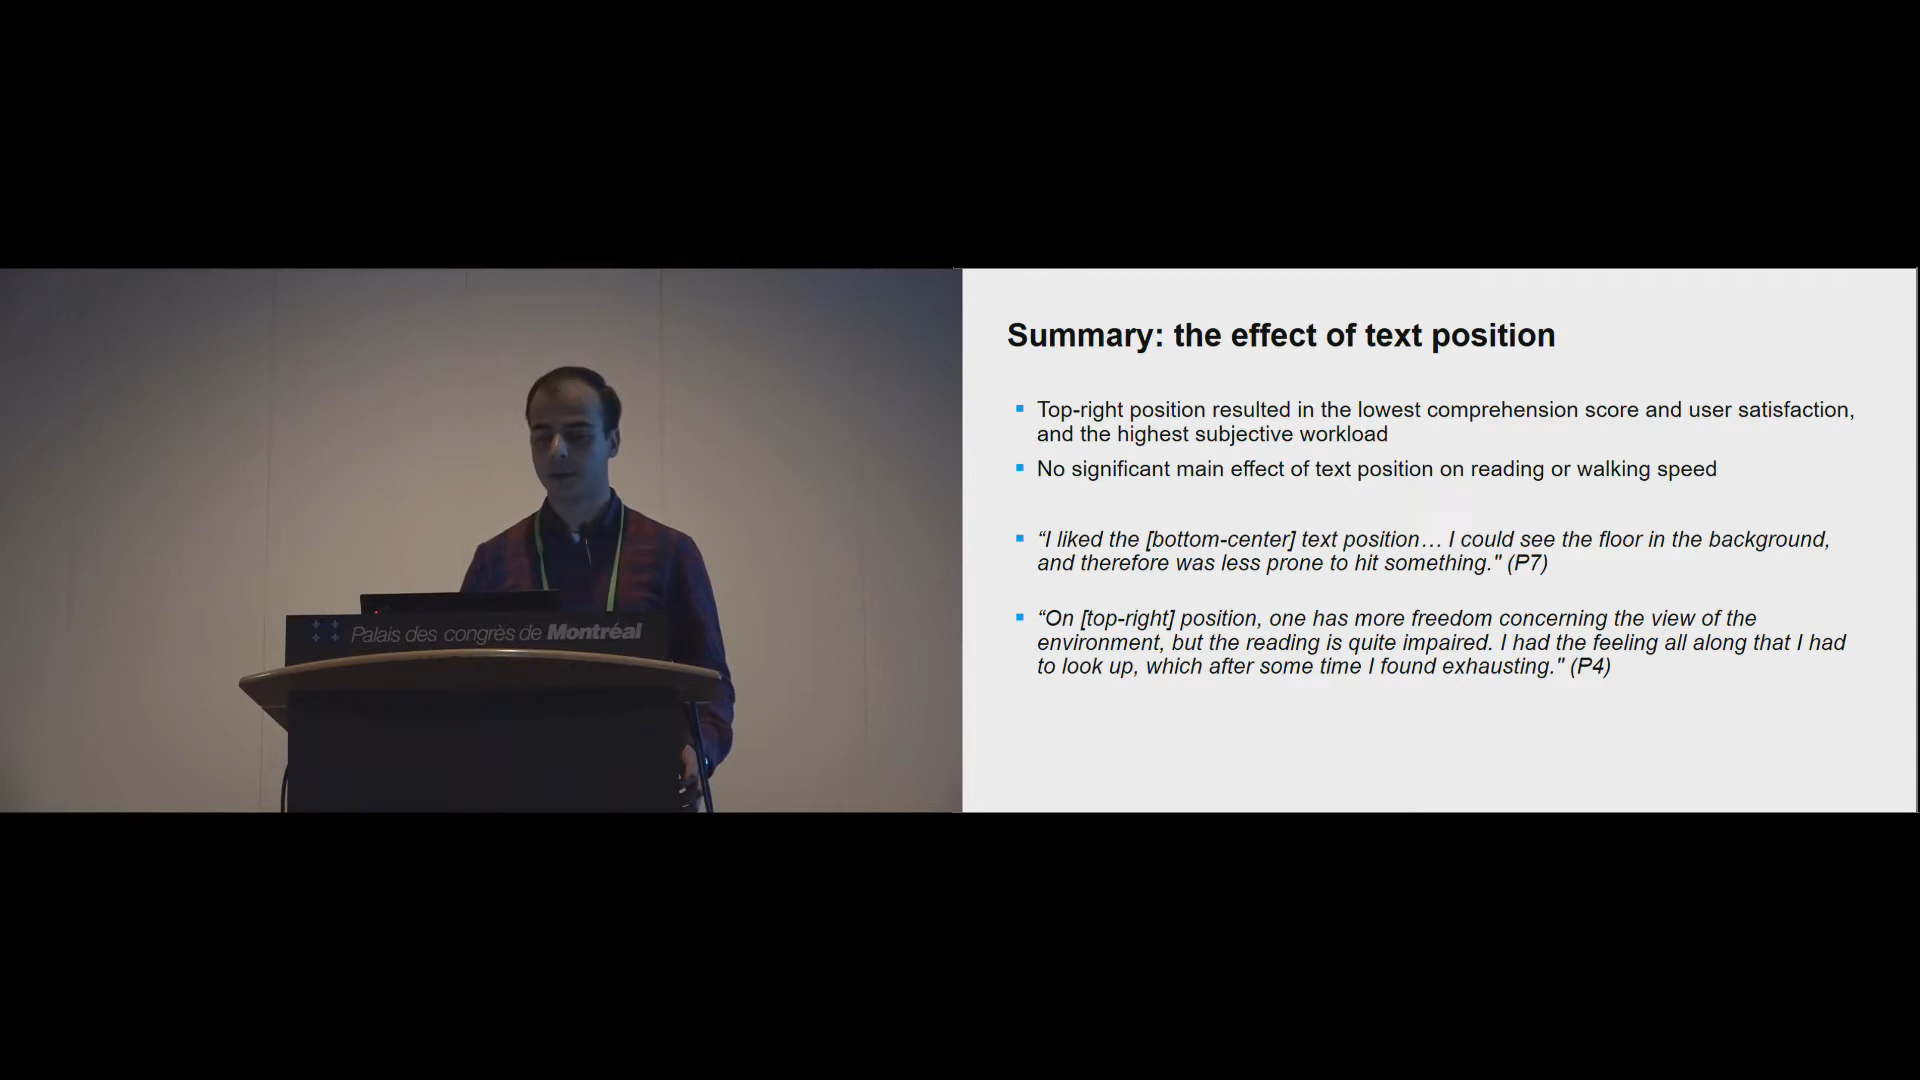 Palais des congrès de Montréal
Summary: the effect of text position
Top-right position resulted in the lowest comprehension score and user satisfaction,
and the highest subjective workload
No significant main effect of text position on reading or walking speed
“I liked the [bottom-center] text position… I could see the floor in the background,
and therefore was less prone to hit something." (P7)
“On [top-right] position, one has more freedom concerning the view of the
environment, but the reading is quite impaired. I had the feeling all along that I had
to look up, which after some time I found exhausting." (P4)